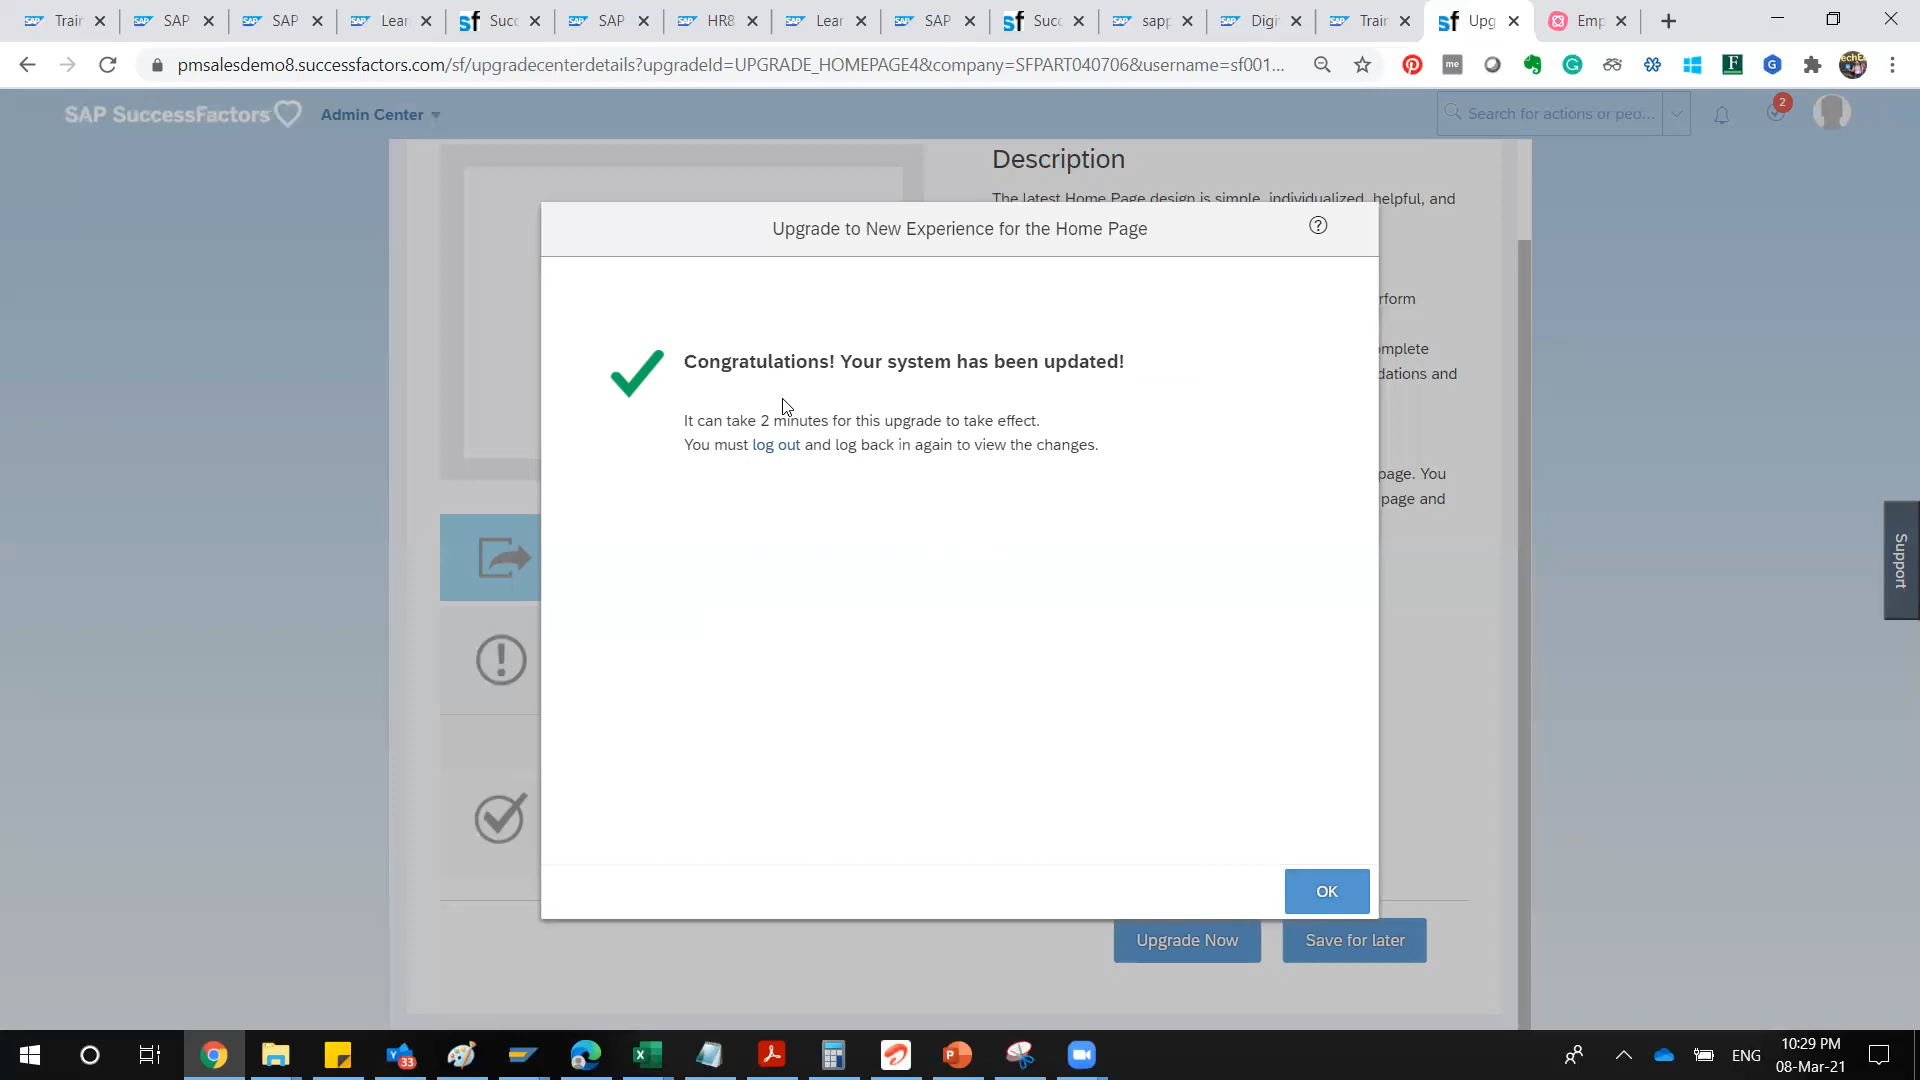 Trair
SAP
SAP
Lear
Succ
SAP
HR8
Lear
SAP
Succ
sapp
Digit
Trair
Upg
Emp
pmsalesdemo8.successfactors.com/sf/upgradecenterdetails?upgradeId=UPGRADE_HOMEPAGE4&company=SFPART040706&username=sf001...
SAP SuccessFactors
Admin Center
Search for actions or peo...
2
Description
The latest Home Page design is simple, individualized, helpful, and
Upgrade to New Experience for the Home Page
rform
Congratulations! Your system has been updated!
mplete
dations and
It can take 2 minutes for this upgrade to take effect.
You must log out and log back in again to view the changes.
page. You
page and
Support
OK
Upgrade Now
Save for later
33
ENG
10:29 PM
08-Mar-21